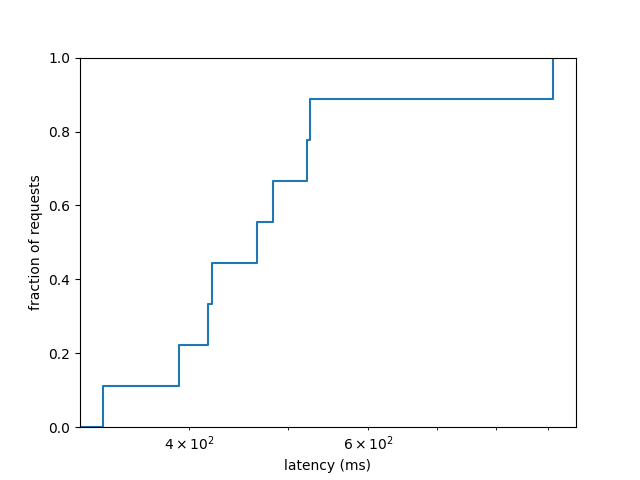 1.0
0.8
0.6
0.4
0.2
0.0
fraction of requests
4 × 10² 6 × 10²
latency (ms)